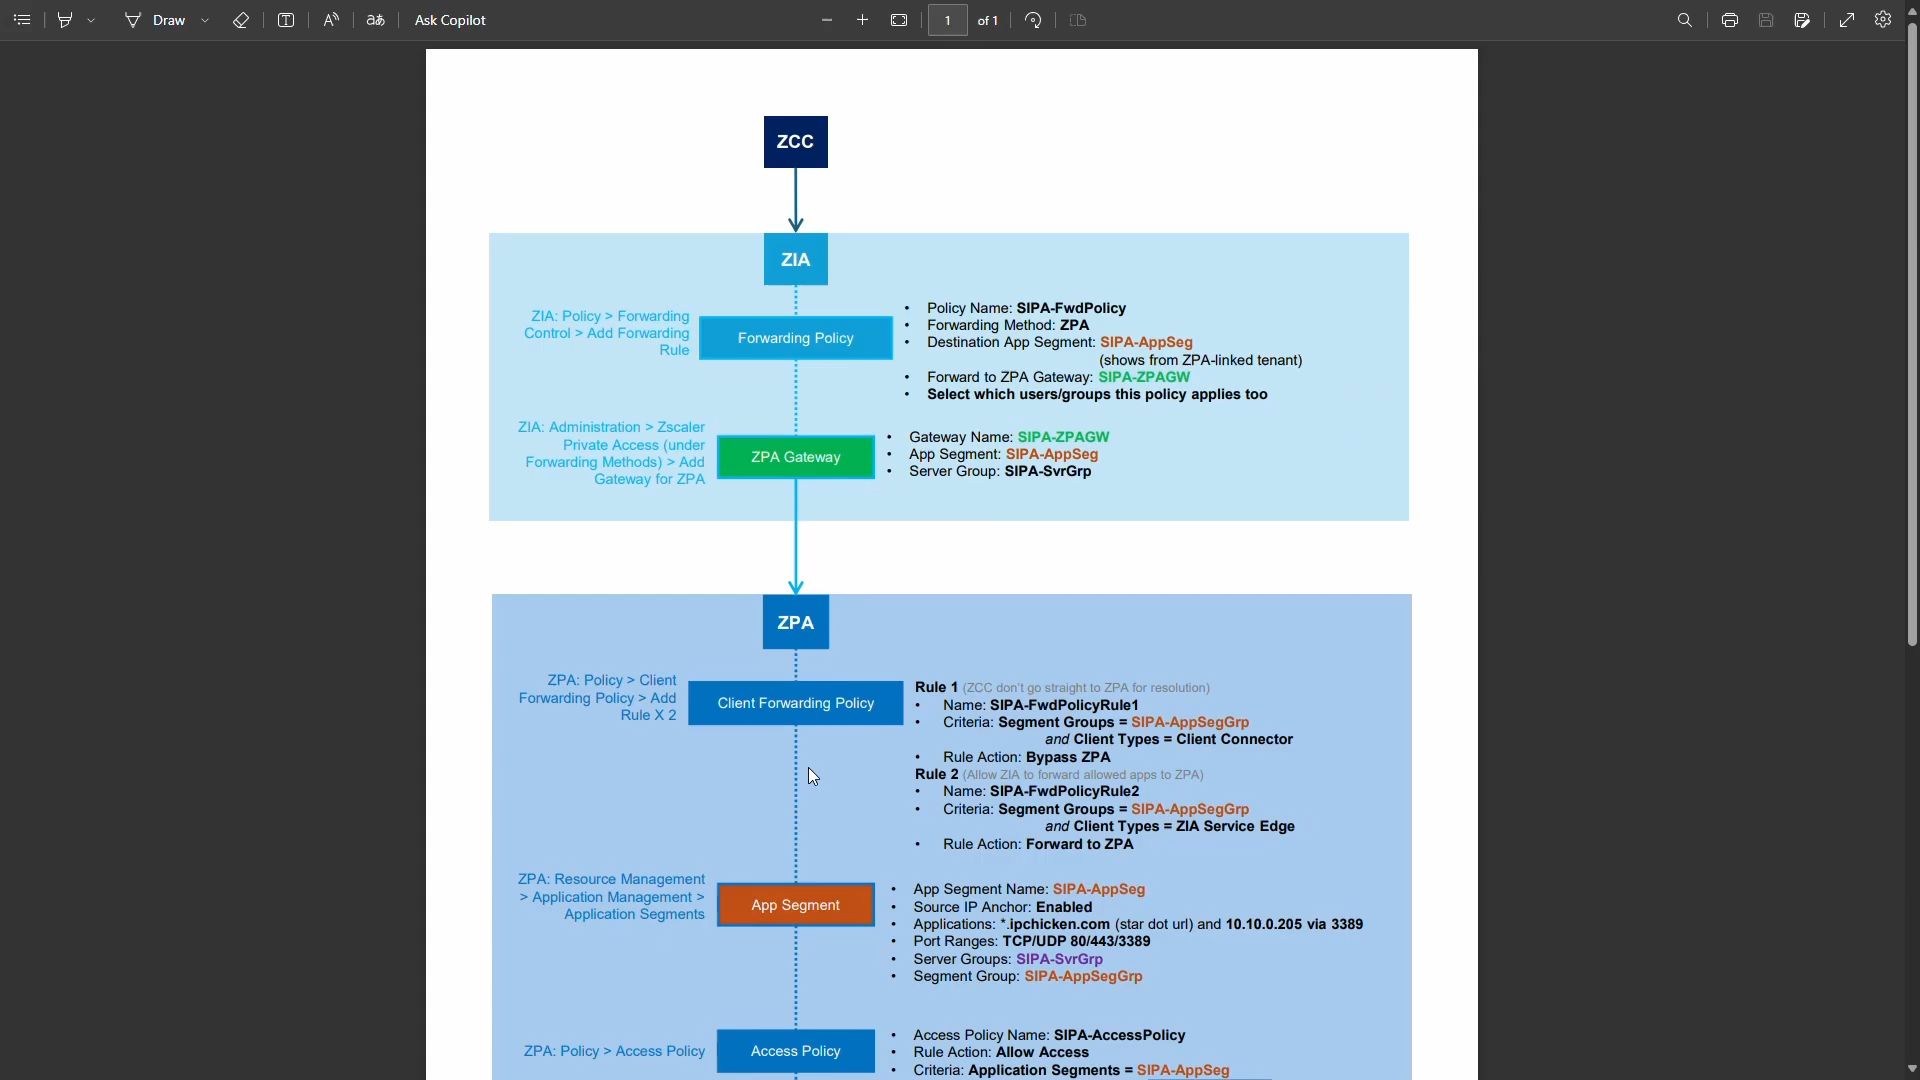 Draw
Ask Copilot
1 of 1
ZCC
ZIA
ZIA: Policy > Forwarding
Control > Add Forwarding
Rule
Forwarding Policy
• Policy Name: SIPA-FwdPolicy
• Forwarding Method: ZPA
• Destination App Segment: SIPA-AppSeg
(shows from ZPA-linked tenant)
• Forward to ZPA Gateway: SIPA-ZPAGW
• Select which users/groups this policy applies too
ZIA: Administration > Zscaler
Private Access (under
Forwarding Methods) > Add
Gateway for ZPA
ZPA Gateway
• Gateway Name: SIPA-ZPAGW
• App Segment: SIPA-AppSeg
• Server Group: SIPA-SvrGrp
ZPA
ZPA: Policy > Client
Forwarding Policy > Add
Rule X 2
Client Forwarding Policy
Rule 1 (ZCC don't go straight to ZPA for resolution)
• Name: SIPA-FwdPolicyRule1
• Criteria: Segment Groups = SIPA-AppSegGrp
and Client Types = Client Connector
• Rule Action: Bypass ZPA
Rule 2 (Allow ZIA to forward allowed apps to ZPA)
• Name: SIPA-FwdPolicyRule2
• Criteria: Segment Groups = SIPA-AppSegGrp
and Client Types = ZIA Service Edge
• Rule Action: Forward to ZPA
ZPA: Resource Management
> Application Management >
Application Segments
App Segment
• App Segment Name: SIPA-AppSeg
• Source IP Anchor: Enabled
• Applications: *.ipchicken.com (star dot url) and 10.10.0.205 via 3389
• Port Ranges: TCP/UDP 80/443/3389
• Server Groups: SIPA-SvrGrp
• Segment Group: SIPA-AppSegGrp
ZPA: Policy > Access Policy
Access Policy
• Access Policy Name: SIPA-AccessPolicy
• Rule Action: Allow Access
• Criteria: Application Segments = SIPA-AppSeg